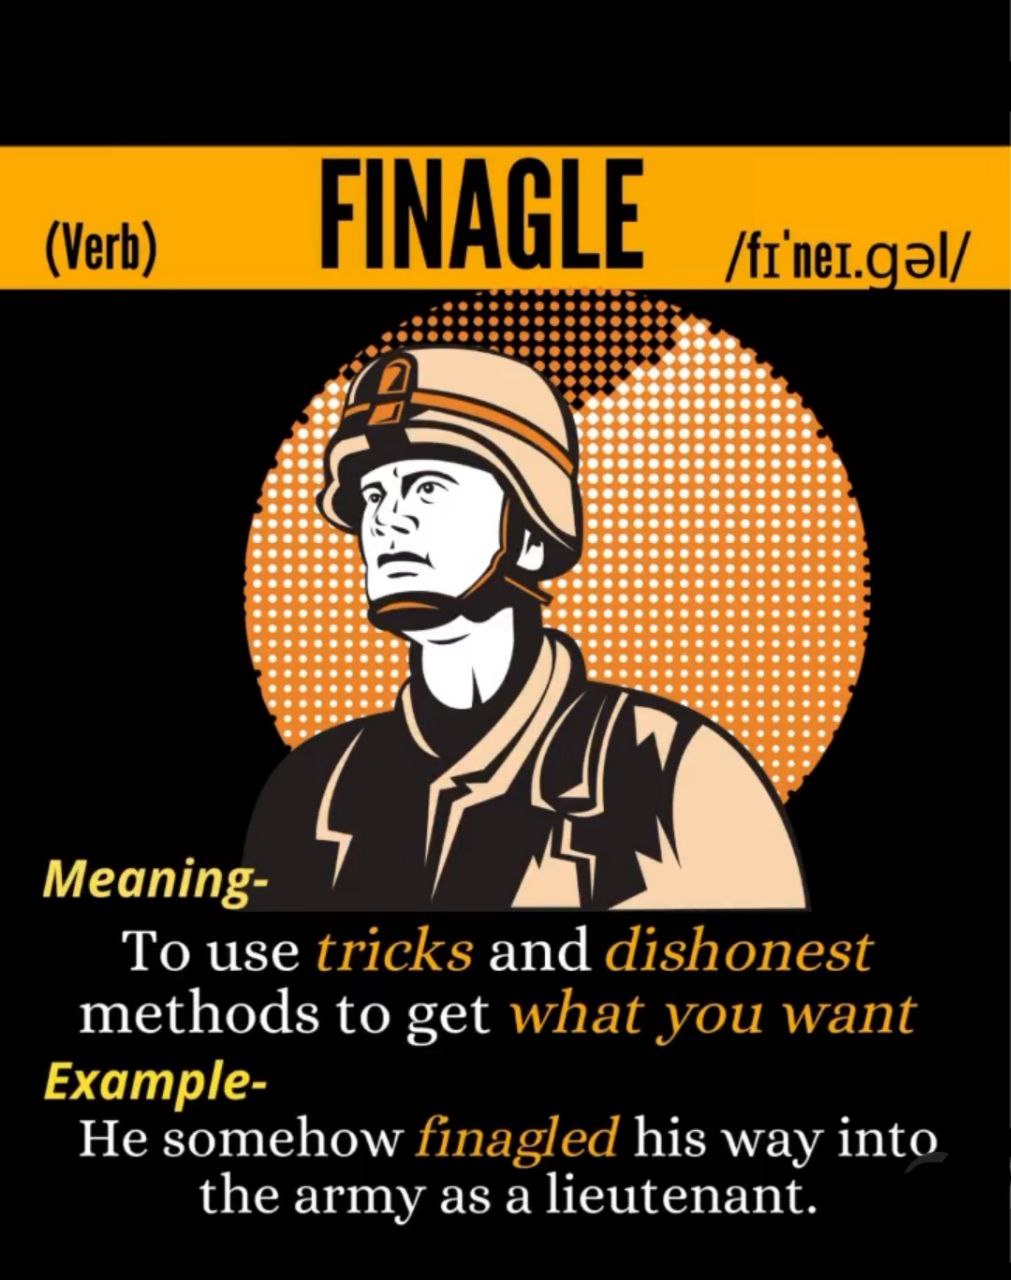 FINAGLE
(Verb)
/fɪˈneɪ.gəl/
Meaning-
To use tricks and dishonest
methods to get what you want
Example-
He somehow finagled his way into
the army as a lieutenant.